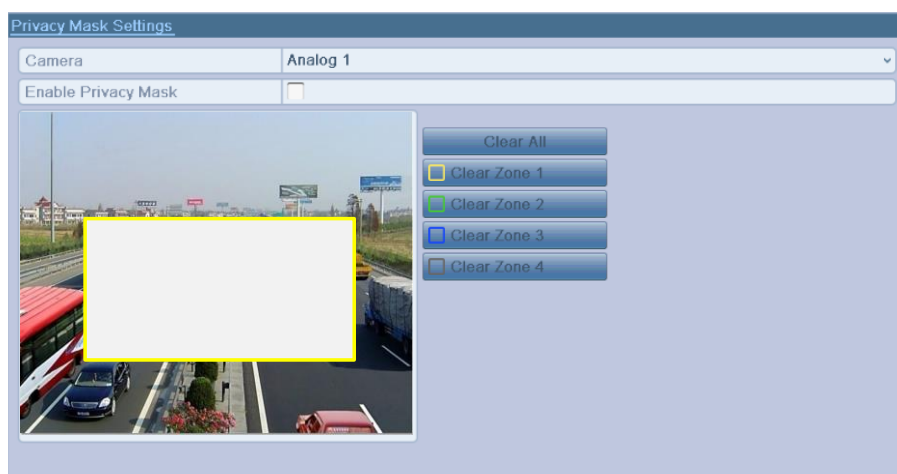 Privacy Mask Settings
Camera
Analog 1
Enable Privacy Mask
Clear All
Clear Zone 1
Clear Zone 2
Clear Zone 3
Clear Zone 4